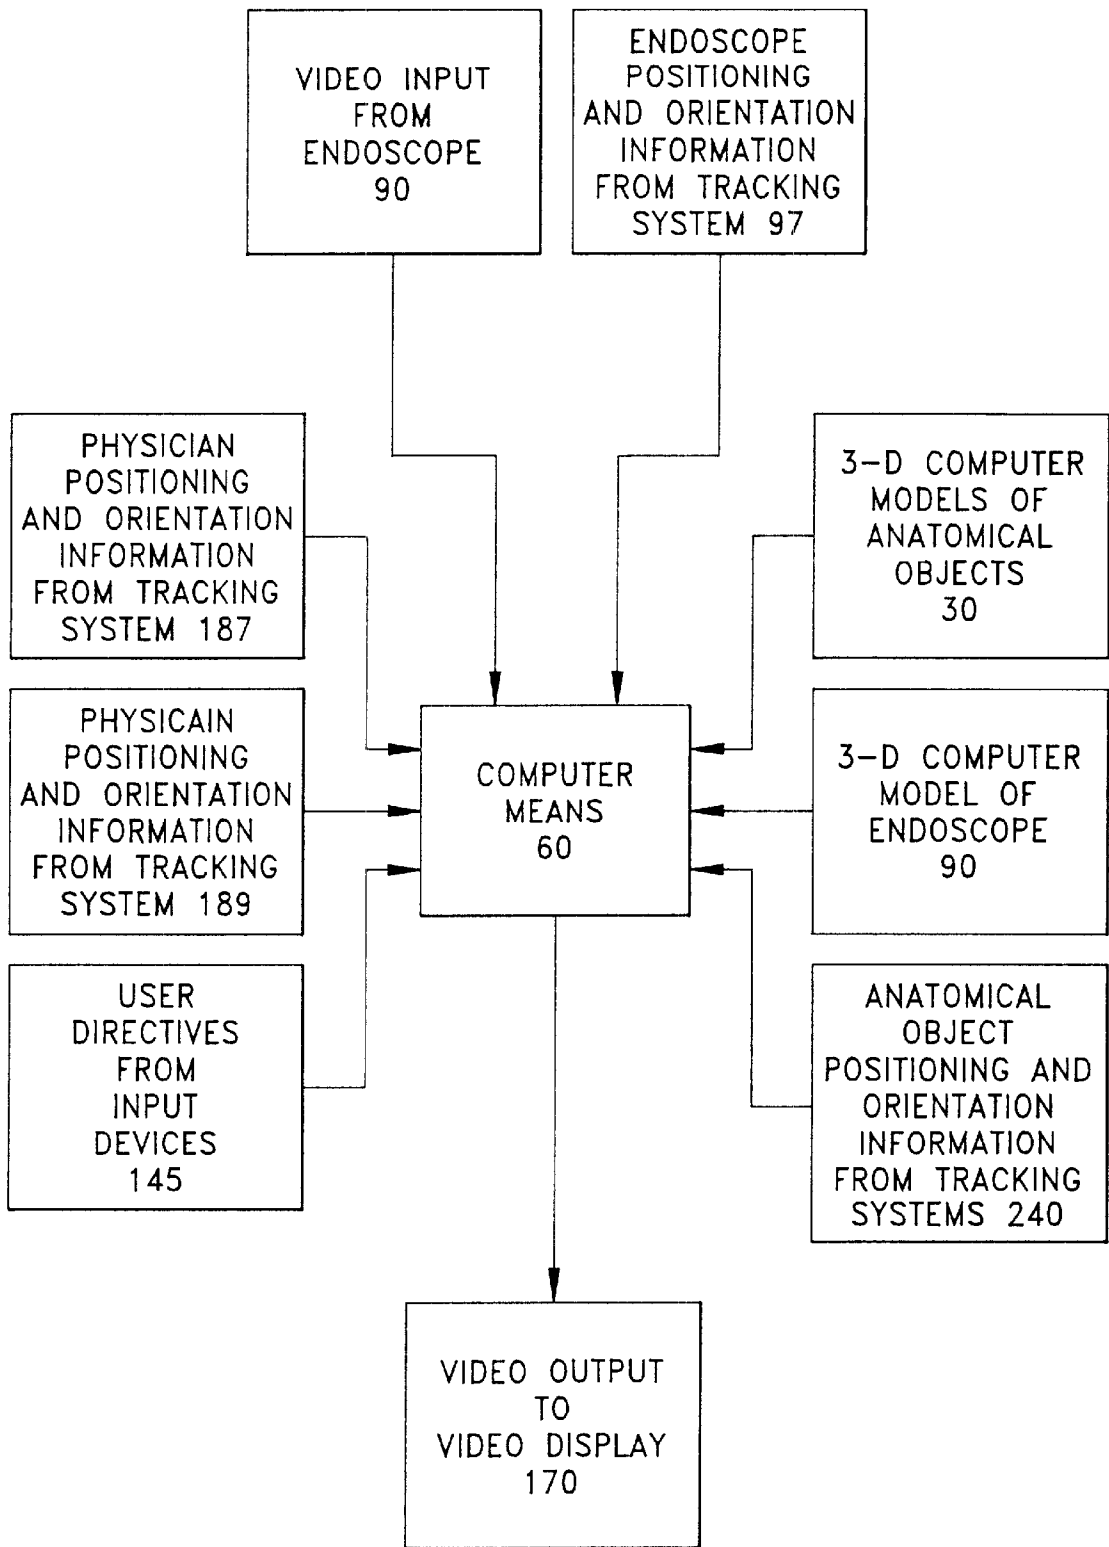 VIDEO INPUT
FROM
ENDOSCOPE
90
ENDOSCOPE
POSITIONING
AND ORIENTATION
INFORMATION
FROM TRACKING
SYSTEM 97
PHYSICIAN
POSITIONING
AND ORIENTATION
INFORMATION
FROM TRACKING
SYSTEM 187
3-D COMPUTER
MODELS OF
ANATOMICAL
OBJECTS
30
PHYSICAIN
POSITIONING
AND ORIENTATION
INFORMATION
FROM TRACKING
SYSTEM 189
COMPUTER
MEANS
60
3-D COMPUTER
MODEL OF
ENDOSCOPE
90
USER
DIRECTIVES
FROM
INPUT
DEVICES
145
ANATOMICAL
OBJECT
POSITIONING AND
ORIENTATION
INFORMATION
FROM TRACKING
SYSTEMS 240
VIDEO OUTPUT
TO
VIDEO DISPLAY
170